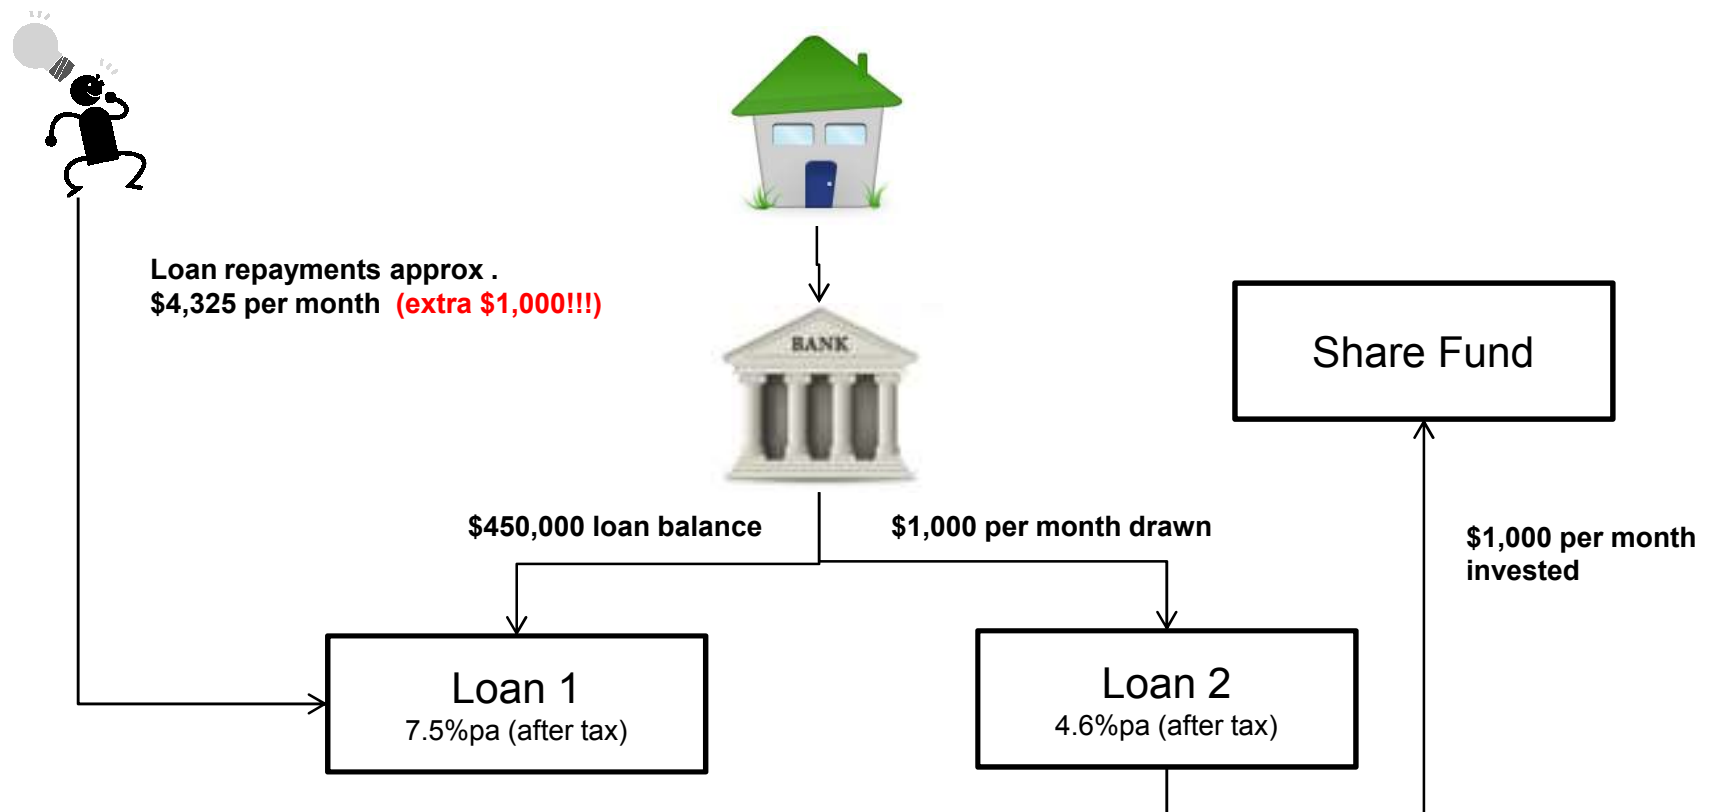 Loan repayments approx .
$4,325 per month (extra $1,000!!!)
BANK
Share Fund
$450,000 loan balance
$1,000 per month drawn
$1,000 per month
invested
Loan 1
7.5%pa (after tax)
Loan 2
4.6%pa (after tax)